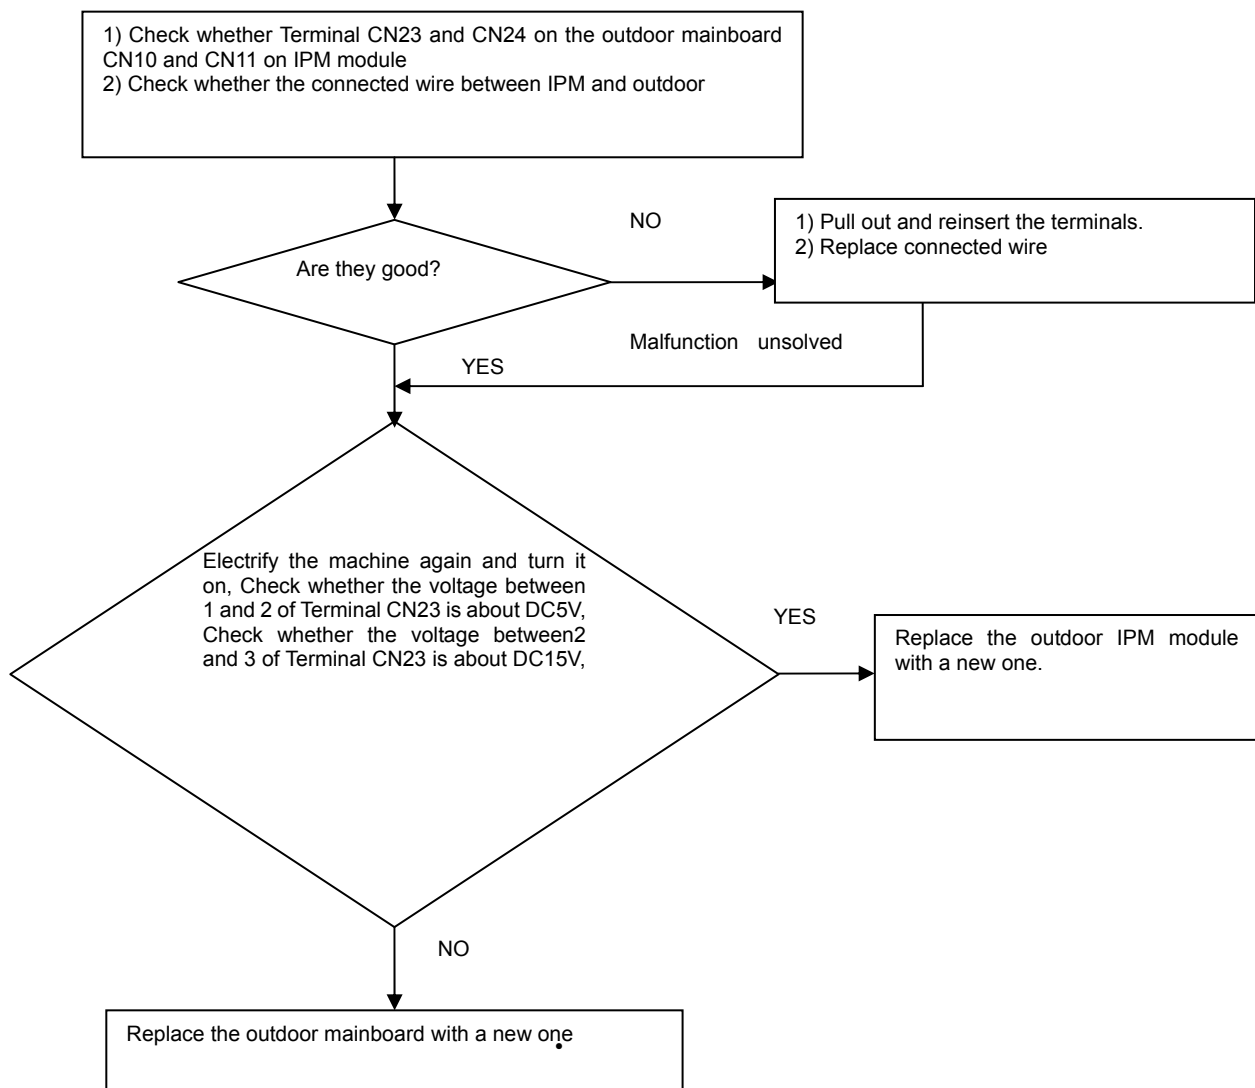 1) Check whether Terminal CN23 and CN24 on the outdoor mainboard
CN10 and CN11 on IPM module
2) Check whether the connected wire between IPM and outdoor
NO
1) Pull out and reinsert the terminals.
2) Replace connected wire
Are they good?
Malfunction unsolved
YES
Electrify the machine again and turn it
on, Check whether the voltage between
1 and 2 of Terminal CN23 is about DC5V,
Check whether the voltage between2
and 3 of Terminal CN23 is about DC15V,
YES
Replace the outdoor IPM module
with a new one.
NO
Replace the outdoor mainboard with a new one.